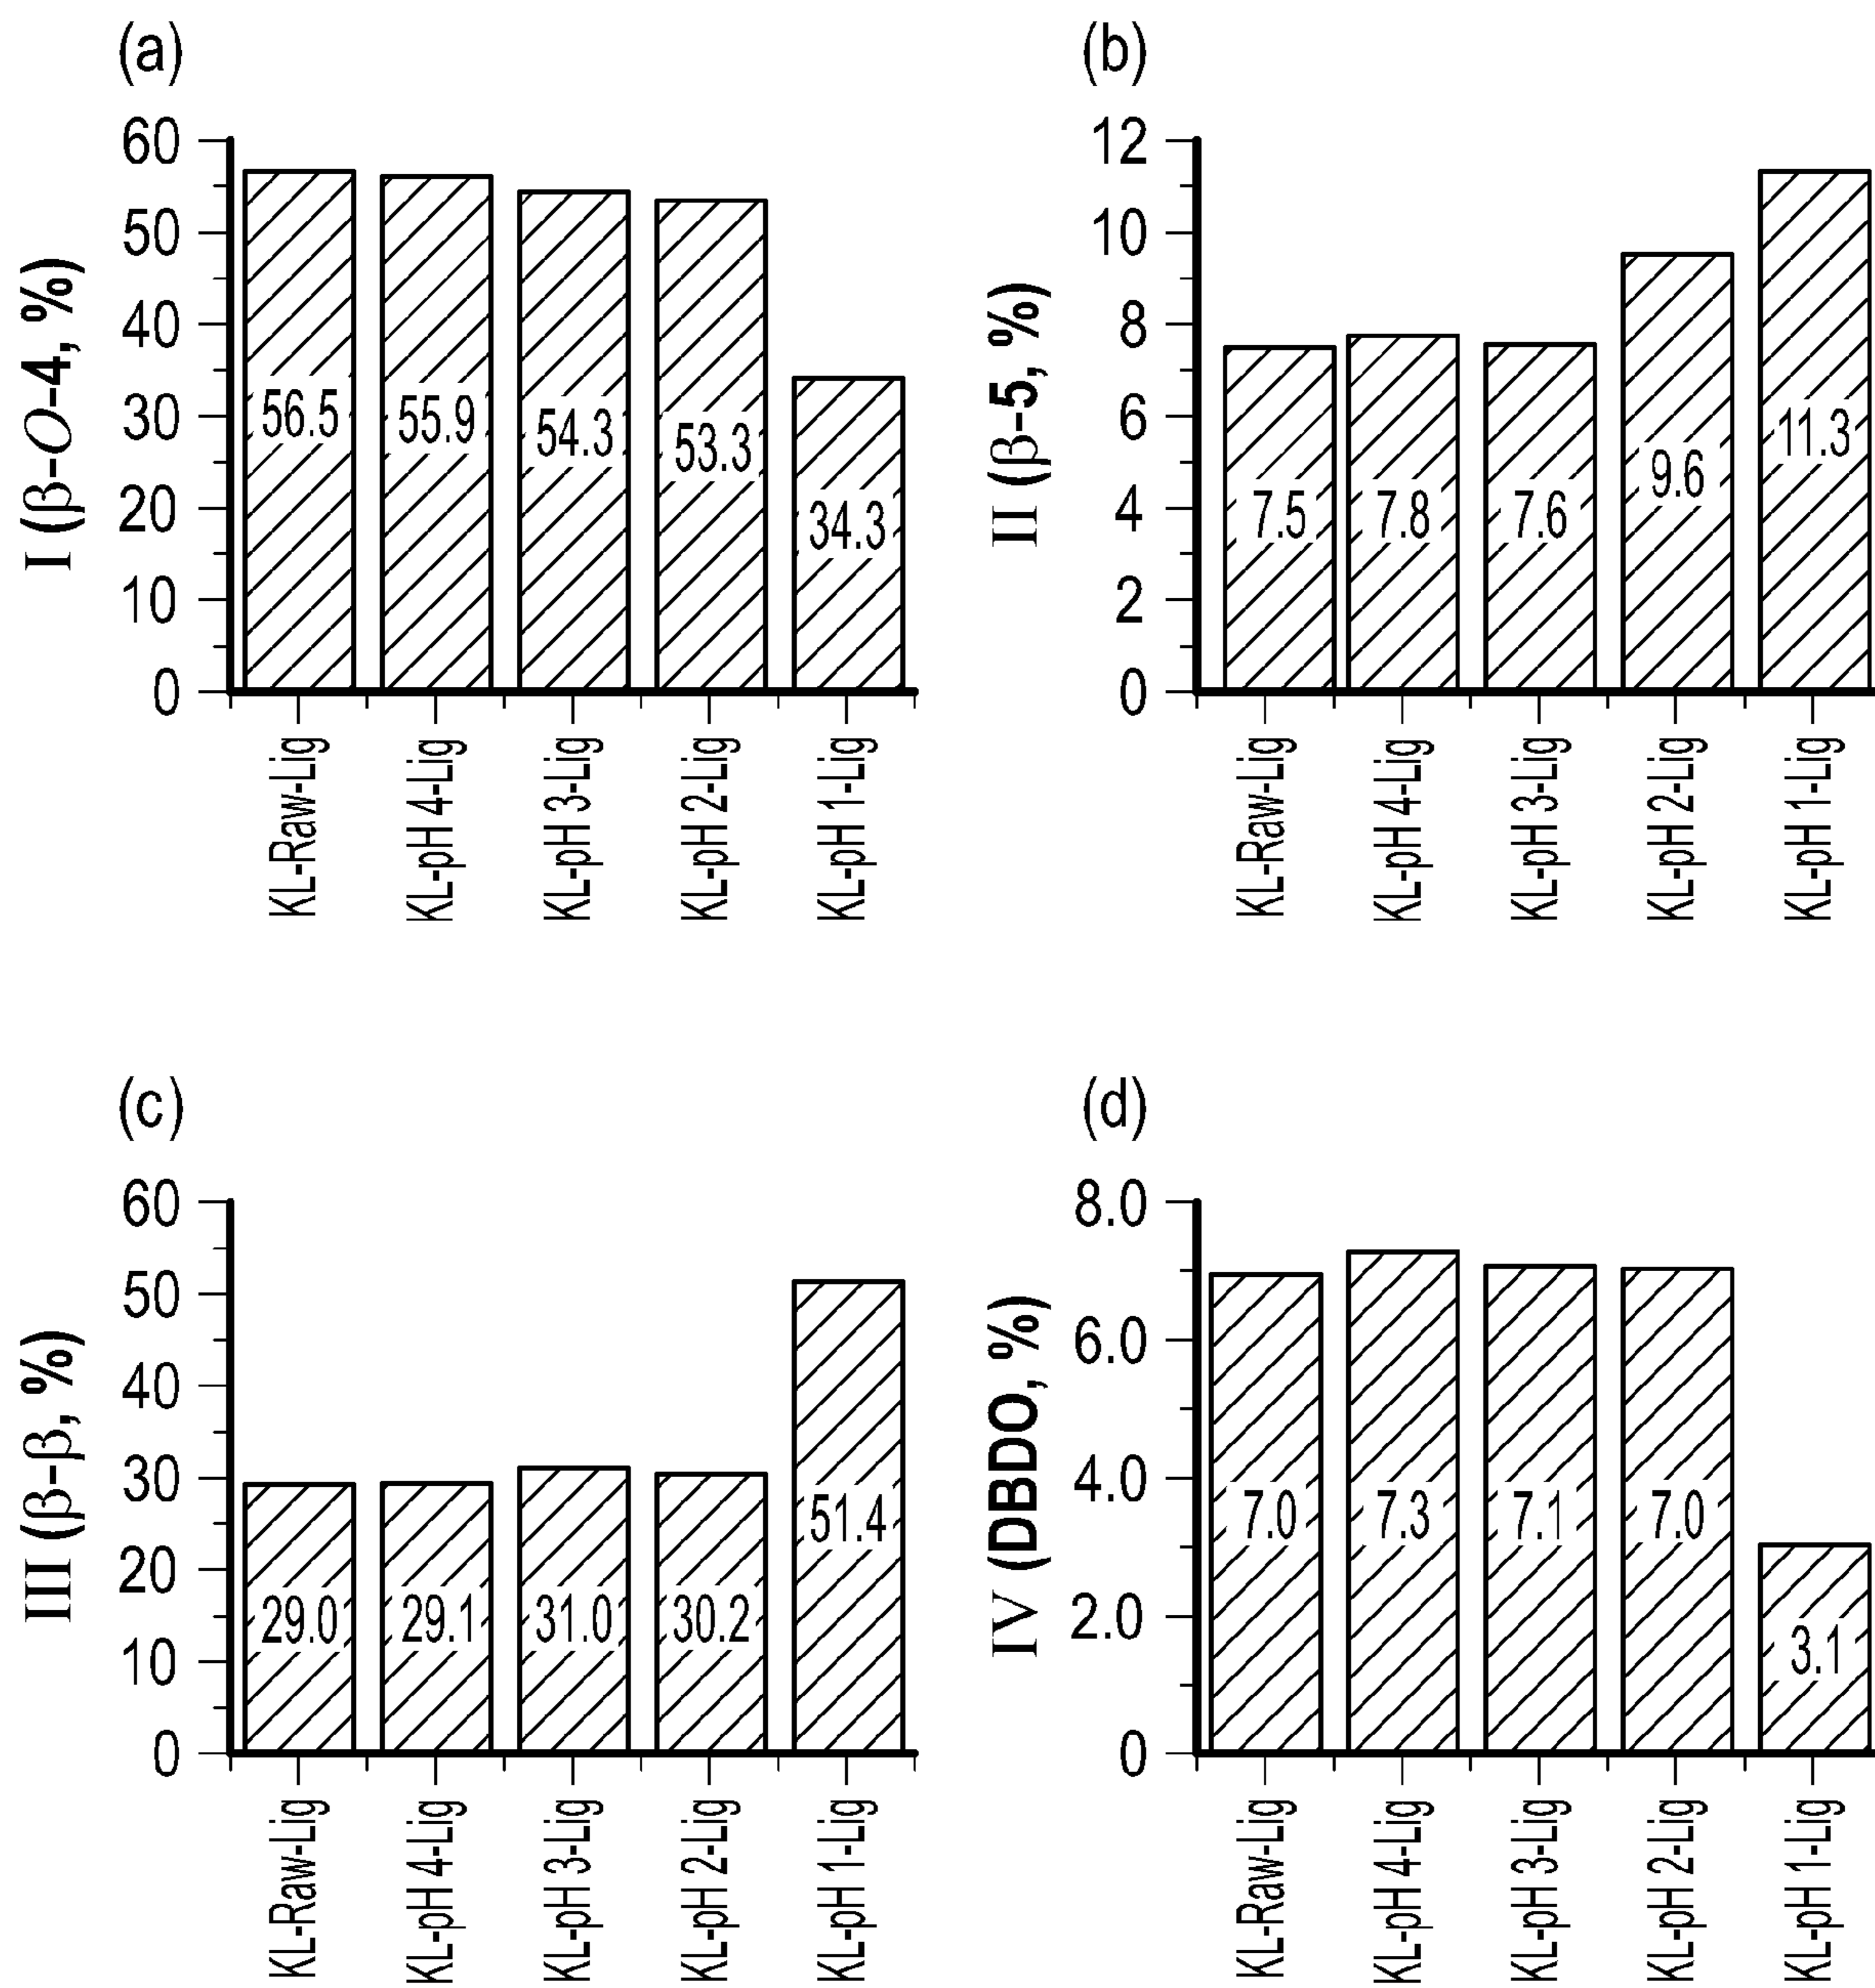 (a)
60
50
40
30
20
10
0
I (β-O-4, %)
56.5
55.9
54.3
53.3
34.3
KL-Raw-Lig
KL-pH 4-Lig
KL-pH 3-Lig
KL-pH 2-Lig
KL-pH 1-Lig
(b)
12
10
8
6
4
2
0
II (β-5, %)
7.5
7.8
7.6
9.6
11.3
KL-Raw-Lig
KL-pH 4-Lig
KL-pH 3-Lig
KL-pH 2-Lig
KL-pH 1-Lig
(c)
60
50
40
30
20
10
0
III (β-β, %)
29.0
29.1
31.0
30.2
51.4
KL-Raw-Lig
KL-pH 4-Lig
KL-pH 3-Lig
KL-pH 2-Lig
KL-pH 1-Lig
(d)
8.0
6.0
4.0
2.0
0
IV (DBDO, %)
7.0
7.3
7.1
7.0
3.1
KL-Raw-Lig
KL-pH 4-Lig
KL-pH 3-Lig
KL-pH 2-Lig
KL-pH 1-Lig